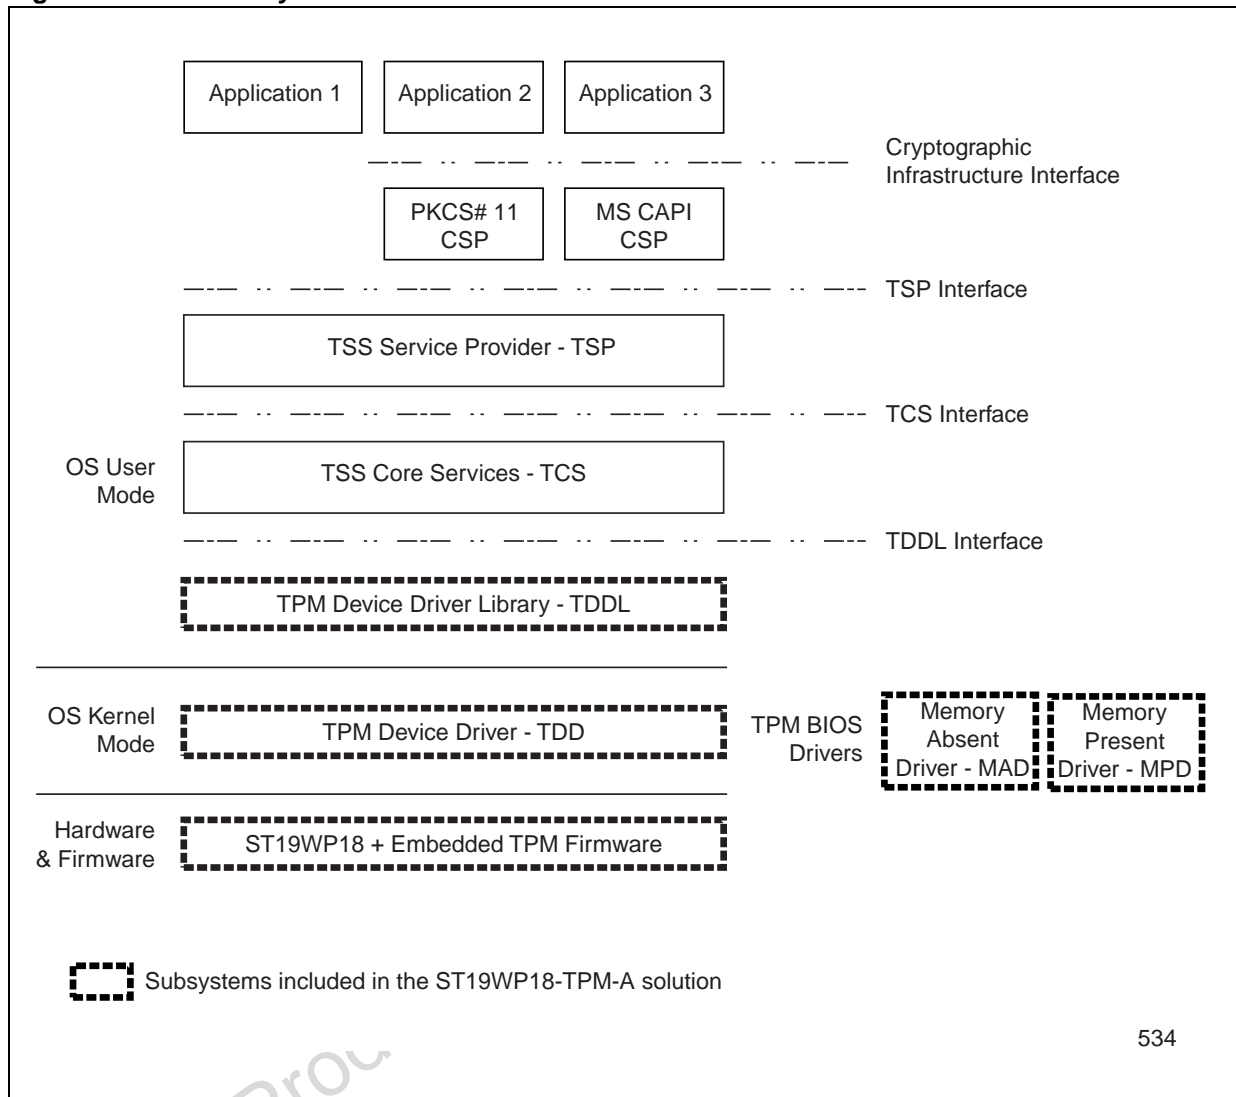 Application 1
Application 2
Application 3
Cryptographic
Infrastructure Interface
PKCS# 11
CSP
MS CAPI
CSP
TSP Interface
TSS Service Provider - TSP
TCS Interface
OS User
Mode
TSS Core Services - TCS
TDDL Interface
TPM Device Driver Library - TDDL
OS Kernel
Mode
TPM Device Driver - TDD
TPM BIOS
Drivers
Memory
Absent
Driver - MAD
Memory
Present
Driver - MPD
Hardware
& Firmware
ST19WP18 + Embedded TPM Firmware
Subsystems included in the ST19WP18-TPM-A solution
534